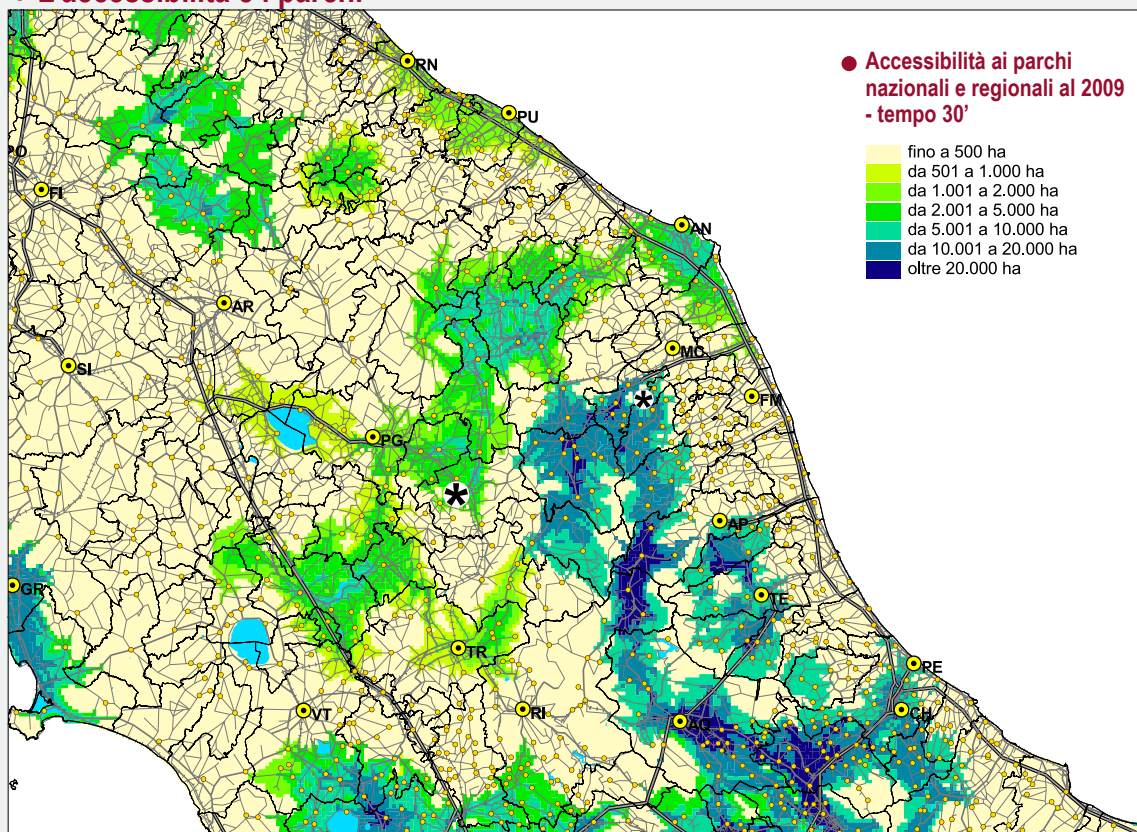 RN
● Accessibilità ai parchi
nazionali e regionali al 2009
- tempo 30’
PU
fino a 500 ha
da 501 a 1.000 ha
da 1.001 a 2.000 ha
da 2.001 a 5.000 ha
da 5.001 a 10.000 ha
da 10.001 a 20.000 ha
oltre 20.000 ha
PO
FI
AN
AR
MC
SI
FM
PG
*
*
AP
GR
TE
TR
PE
VT
RI
CH
AQ